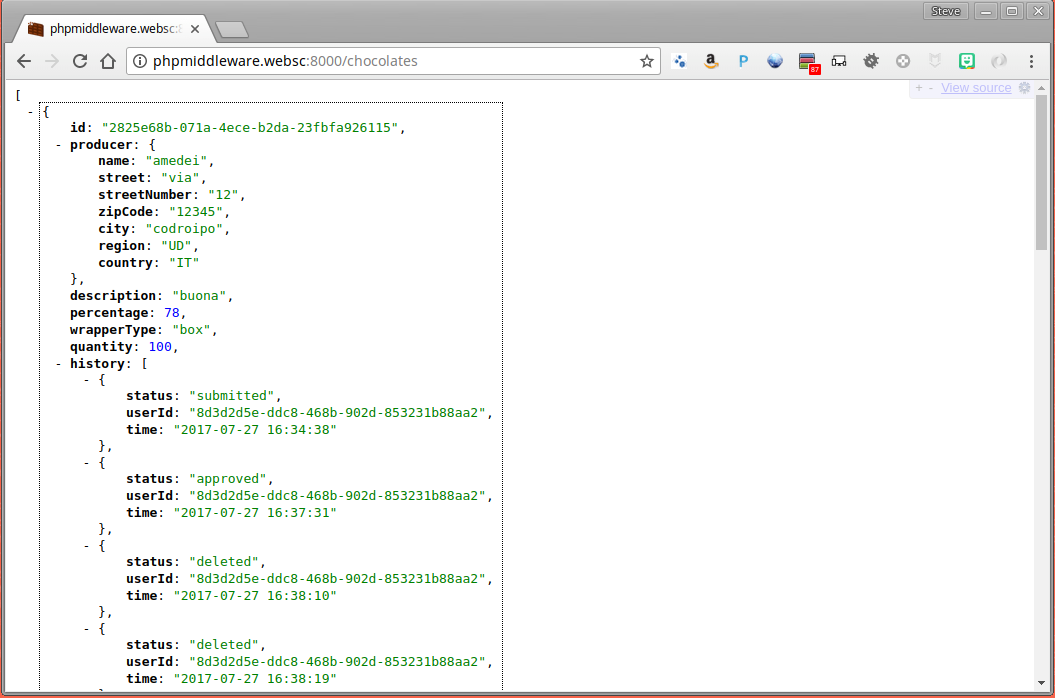 Steve
phpmiddleware.websc:8
phpmiddleware.websc:8000/chocolates
87
+ - View source
[
- {
id: "2825e68b-071a-4ece-b2da-23fbfa926115",
- producer: {
name: "amedei",
street: "via",
streetNumber: "12",
zipCode: "12345",
city: "codroipo",
region: "UD",
country: "IT"
},
description: "buona",
percentage: 78,
wrapperType: "box",
quantity: 100,
- history: [
- {
status: "submitted",
userId: "8d3d2d5e-ddc8-468b-902d-853231b88aa2",
time: "2017-07-27 16:34:38"
},
- {
status: "approved",
userId: "8d3d2d5e-ddc8-468b-902d-853231b88aa2",
time: "2017-07-27 16:37:31"
},
- {
status: "deleted",
userId: "8d3d2d5e-ddc8-468b-902d-853231b88aa2",
time: "2017-07-27 16:38:10"
},
- {
status: "deleted",
userId: "8d3d2d5e-ddc8-468b-902d-853231b88aa2",
time: "2017-07-27 16:38:19"